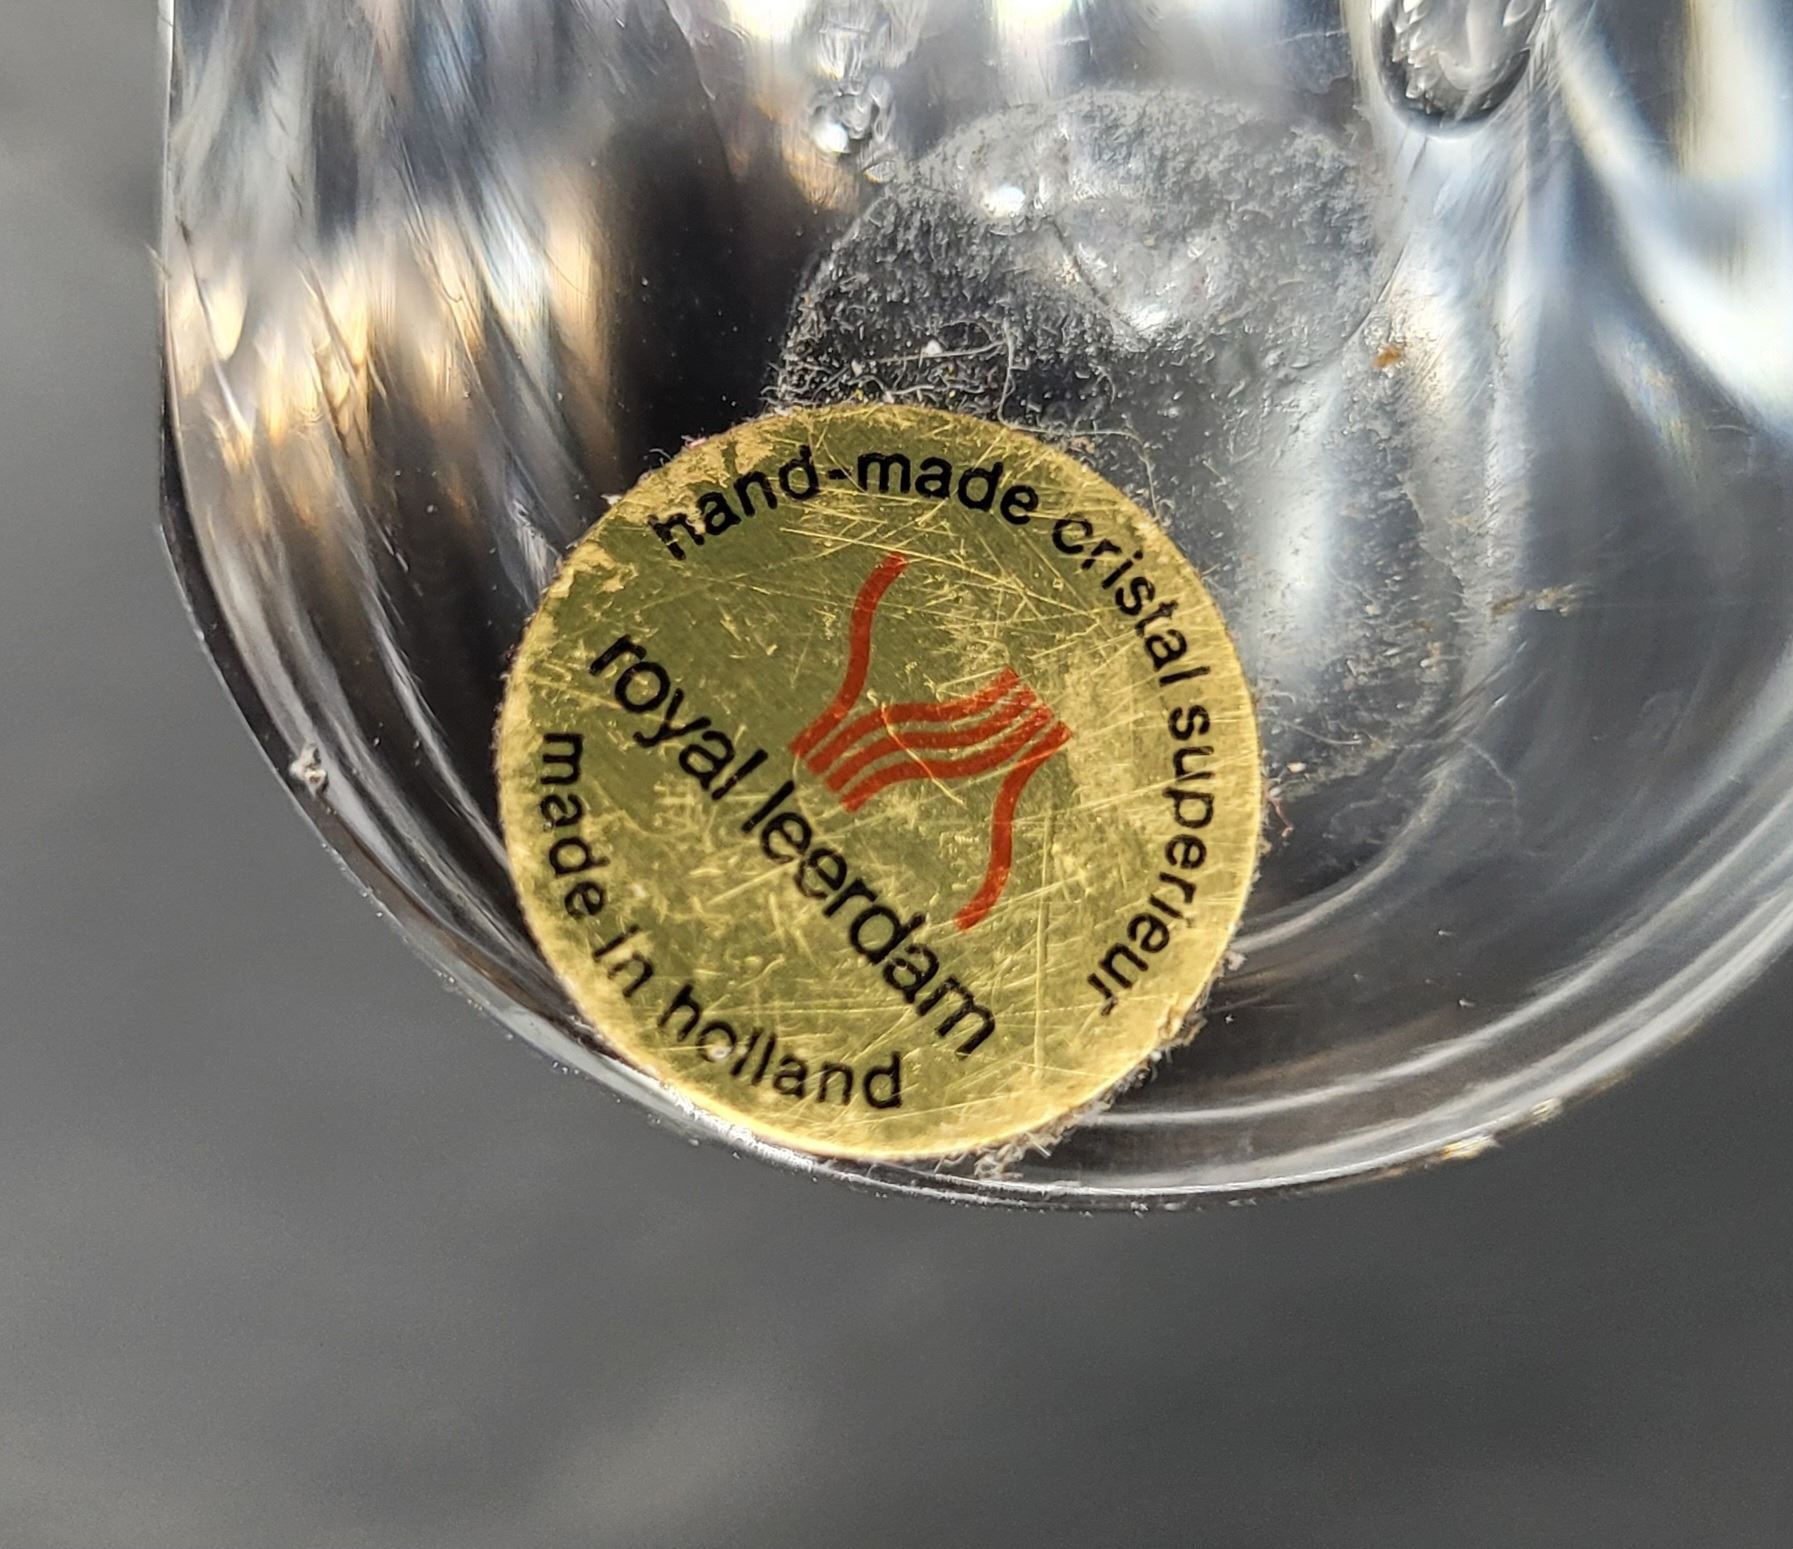 hand-made cristal superieur
royal leerdam
made in holland